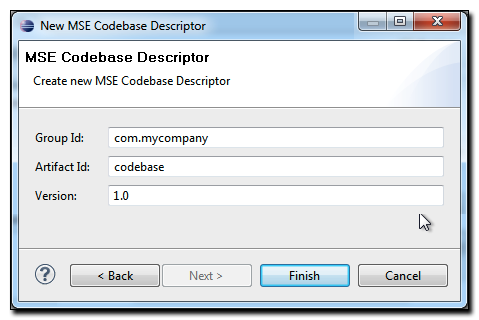 New MSE Codebase Descriptor
MSE Codebase Descriptor
Create new MSE Codebase Descriptor
Group Id: com.mycompany
Artifact Id: codebase
Version: 1.0
? < Back Next > Finish Cancel